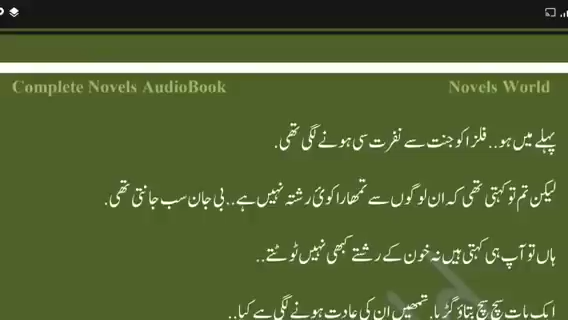 Complete Novels AudioBook Novels World
پہلے میں ہو.. فلزا کو جنت سے نفرت سی ہونے لگی تھی.
لیکن تم تو کہتی تھی کہ ان لوگوں سے تمھارا کوئ رشتہ نہیں ہے.. بی جان سب جانتی تھی.
ہاں تو آپ ہی کہتی ہیں نہ خون کے رشتے کبھی نہیں ٹوٹتے..
ایک بات سچ سچ بتاؤ گڑیا. تمھیں ان کی عادت ہونے لگی ہے کیا..